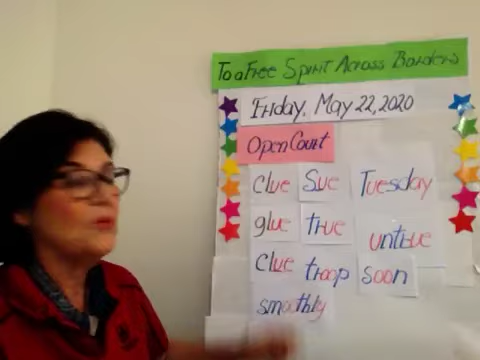 To a Free Spirit Across Borders
Friday, May 22, 2020
Open Court
Clue Sue Tuesday
glue true untrue
Clue troop soon
smoothly